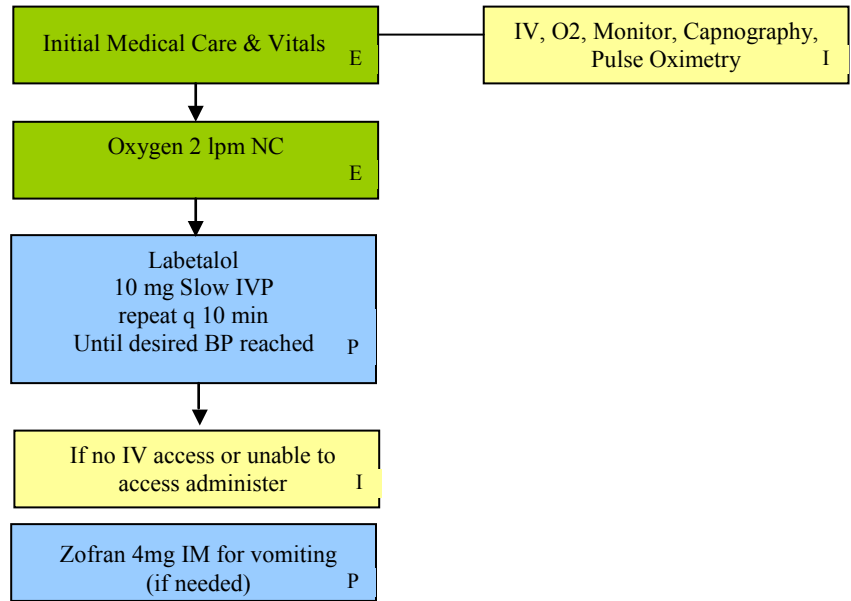 Initial Medical Care & Vitals
E
IV, O2, Monitor, Capnography,
Pulse Oximetry
I
Oxygen 2 lpm NC
E
Labetalol
10 mg Slow IVP
repeat q 10 min
Until desired BP reached
P
If no IV access or unable to
access administer
I
Zofran 4mg IM for vomiting
(if needed)
P